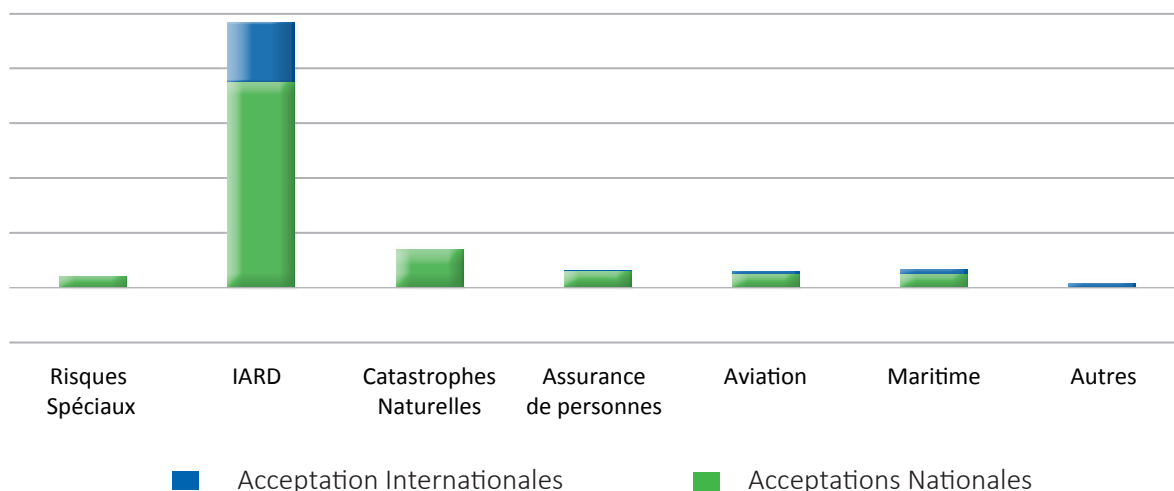 Risques
Spéciaux
IARD
Catastrophes
Naturelles
Assurance
de personnes
Aviation
Maritime
Autres
Acceptation Internationales
Acceptations Nationales